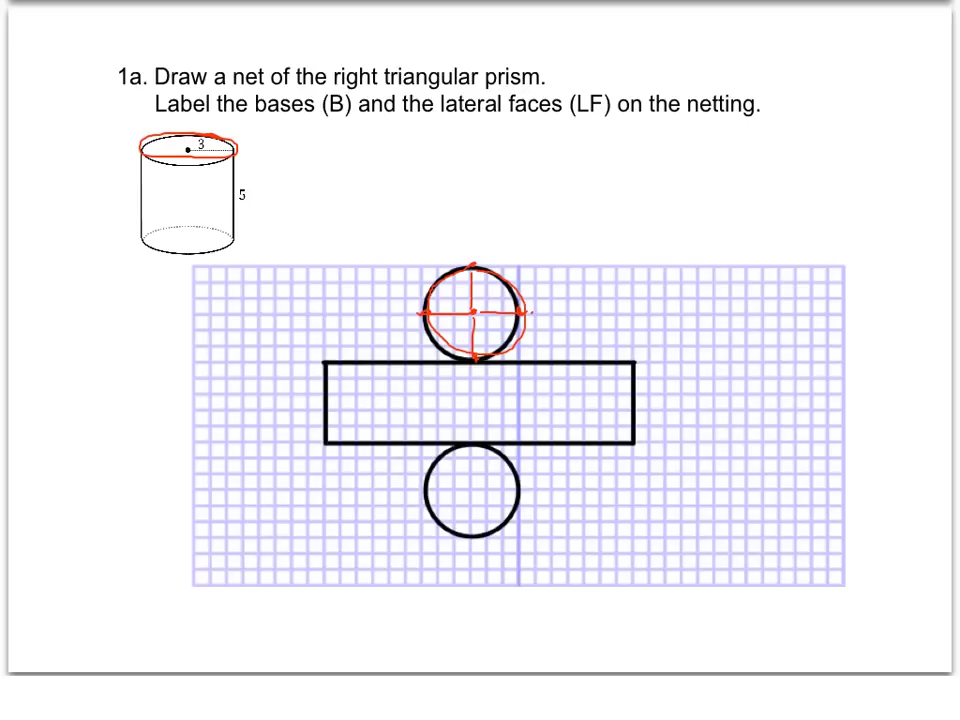 1a. Draw a net of the right triangular prism.
Label the bases (B) and the lateral faces (LF) on the netting.
3
5